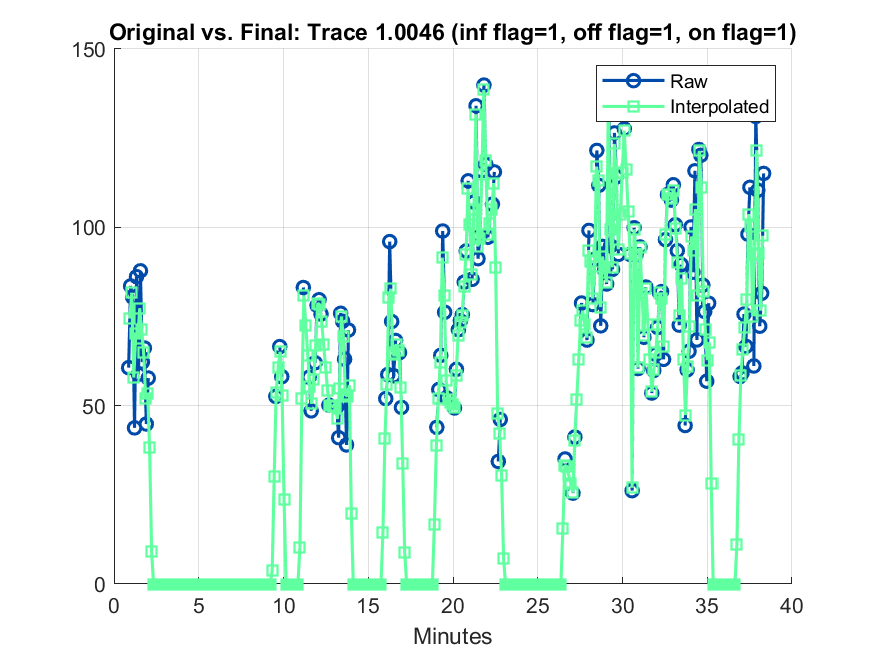 Original vs. Final: Trace 1.0046 (inf flag=1, off flag=1, on flag=1)
150
Raw
Interpolated
100
50
0
0 5 10 15 20 25 30 35 40
Minutes